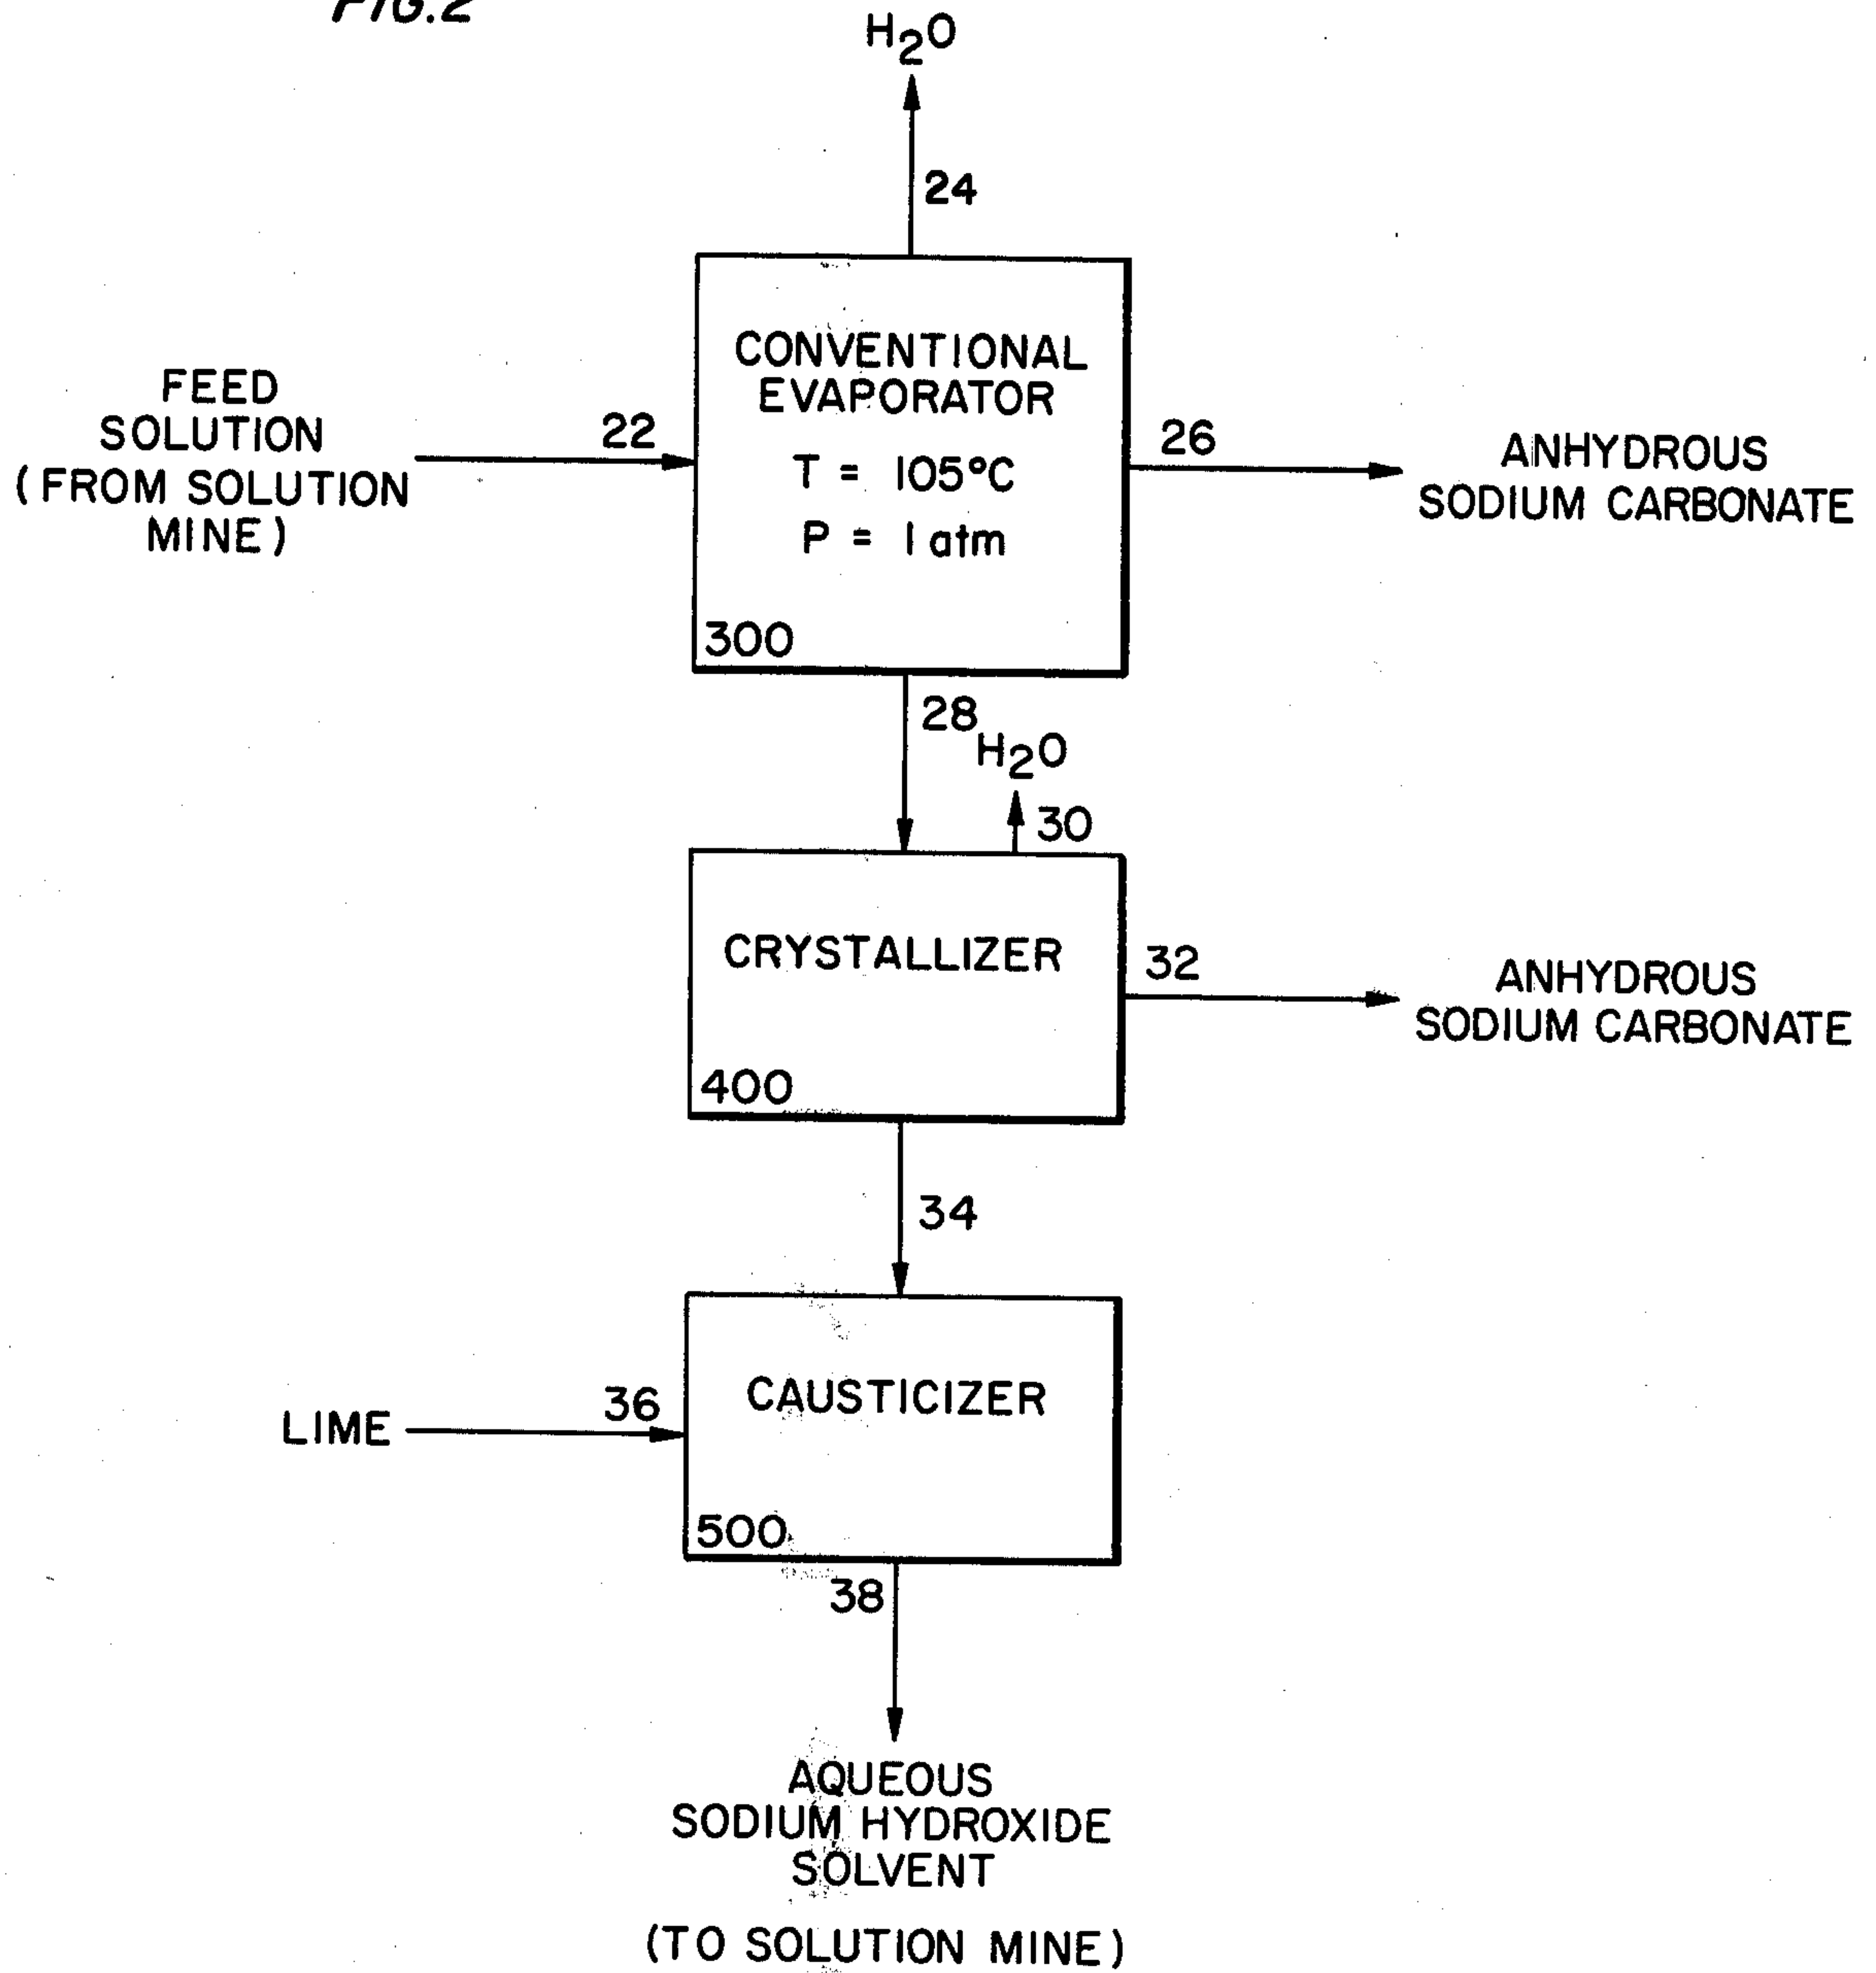 FIG.2
H2O
24
CONVENTIONAL
EVAPORATOR
T = 105°C
P = 1 atm
300
FEED
SOLUTION
(FROM SOLUTION
MINE)
22
26
ANHYDROUS
SODIUM CARBONATE
28
H2O
30
CRYSTALLIZER
400
32
ANHYDROUS
SODIUM CARBONATE
34
LIME
36
CAUSTICIZER
500
38
AQUEOUS
SODIUM HYDROXIDE
SOLVENT
(TO SOLUTION MINE)